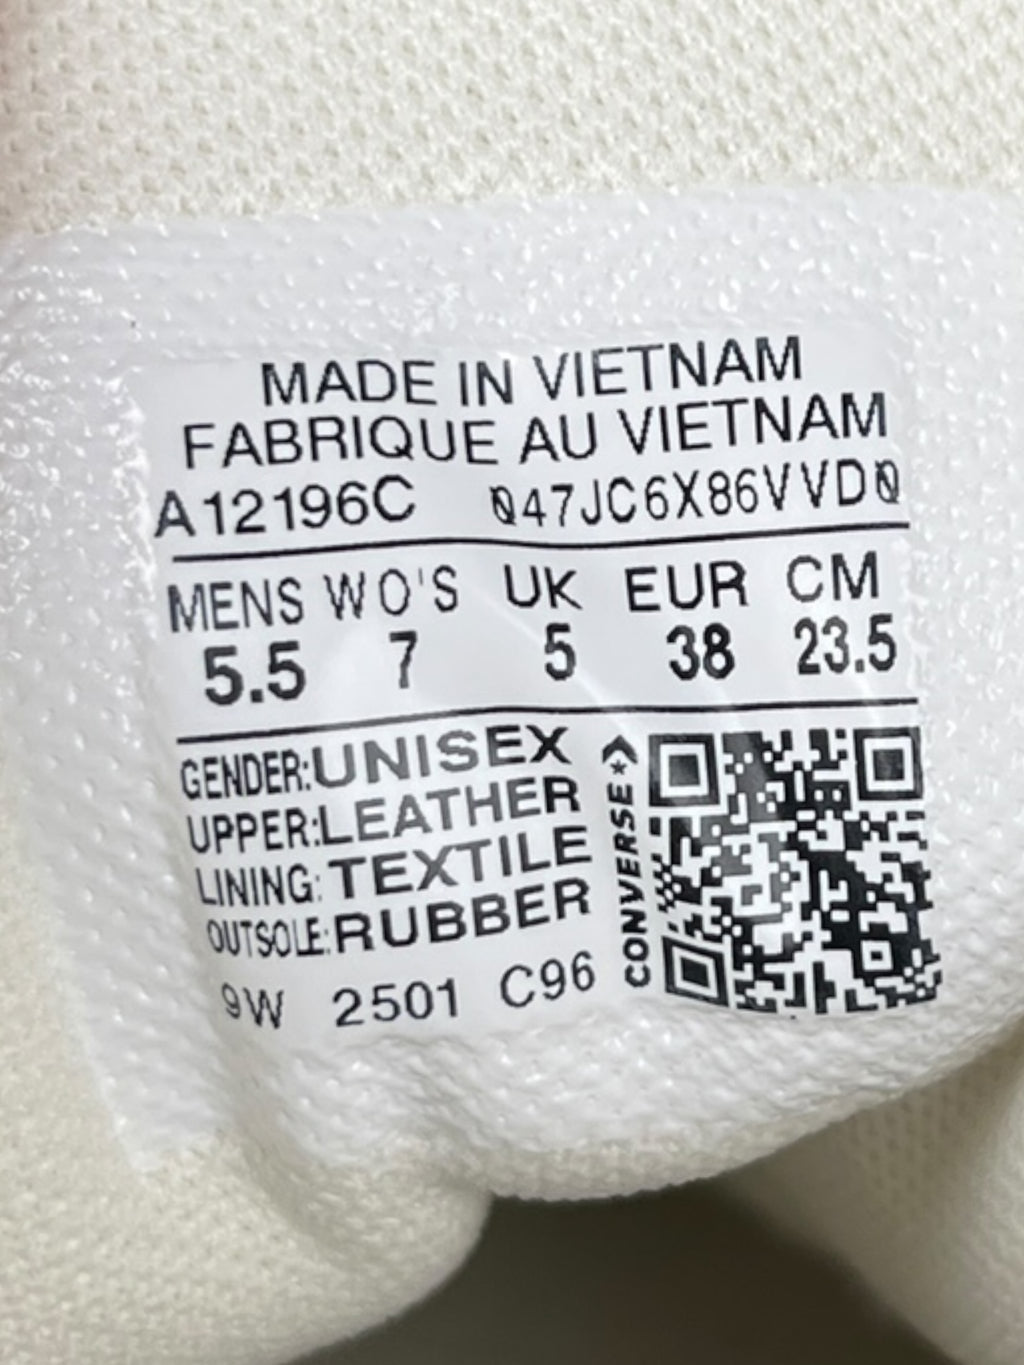 MADE IN VIETNAM
FABRIQUE AU VIETNAM
A12196C 047JC6X86VVD0
MENS WO'S UK EUR CM
5.5 7 5 38 23.5
GENDER:UNISEX
UPPER:LEATHER
LINING:TEXTILE
OUTSOLE:RUBBER
9W 2501 C96
CONVERSE